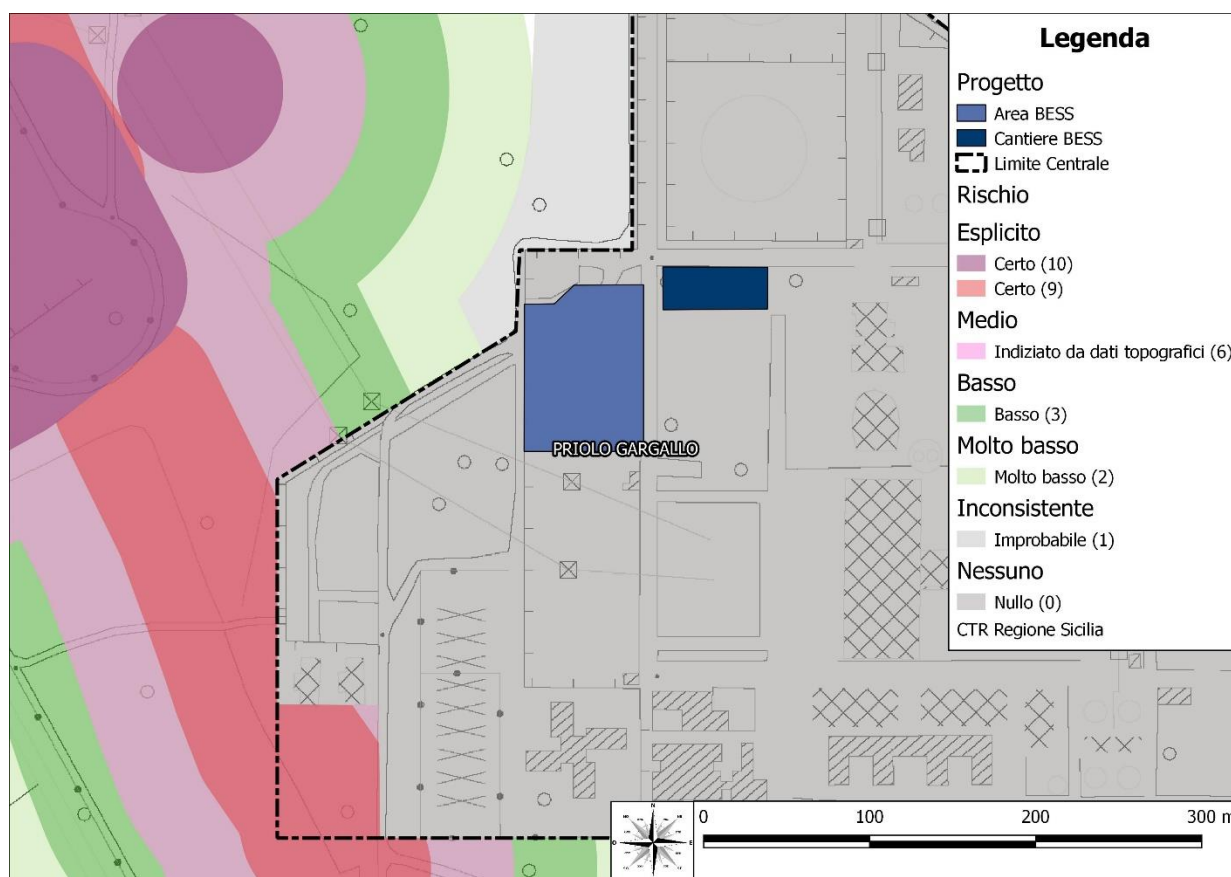 Legenda
Progetto
Area BESS
Cantiere BESS
Limite Centrale
Rischio
Esplicito
Certo (10)
Certo (9)
Medio
Indiziato da dati topografici (6)
Basso
Basso (3)
Molto basso
Molto basso (2)
Inconsistente
Improbabile (1)
Nessuno
Nullo (0)
CTR Regione Sicilia
PRIOLO GARGALLO
0 100 200 300 m